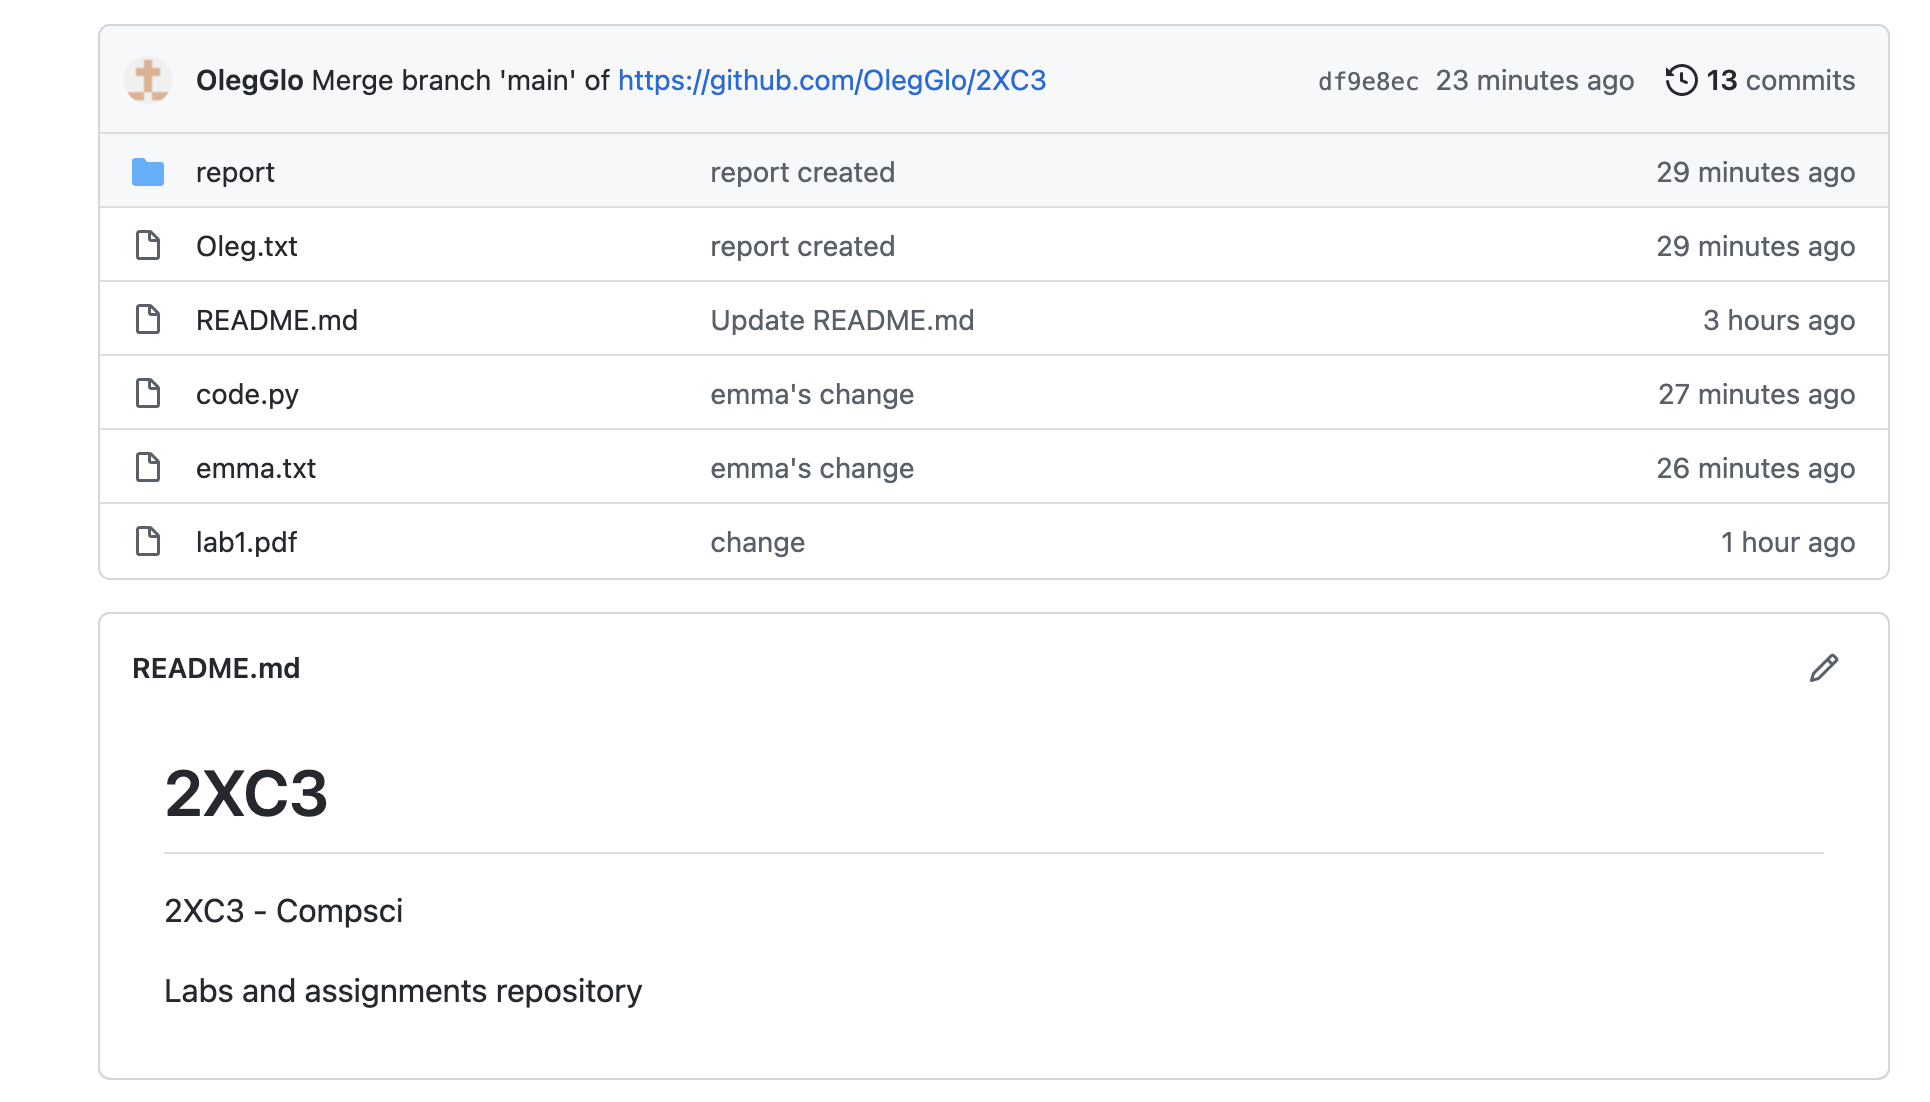 OlegGlo Merge branch 'main' of https://github.com/OlegGlo/2XC3 df9e8ec 23 minutes ago 13 commits
report report created 29 minutes ago
Oleg.txt report created 29 minutes ago
README.md Update README.md 3 hours ago
code.py emma's change 27 minutes ago
emma.txt emma's change 26 minutes ago
lab1.pdf change 1 hour ago
README.md
2XC3
2XC3 - Compsci
Labs and assignments repository